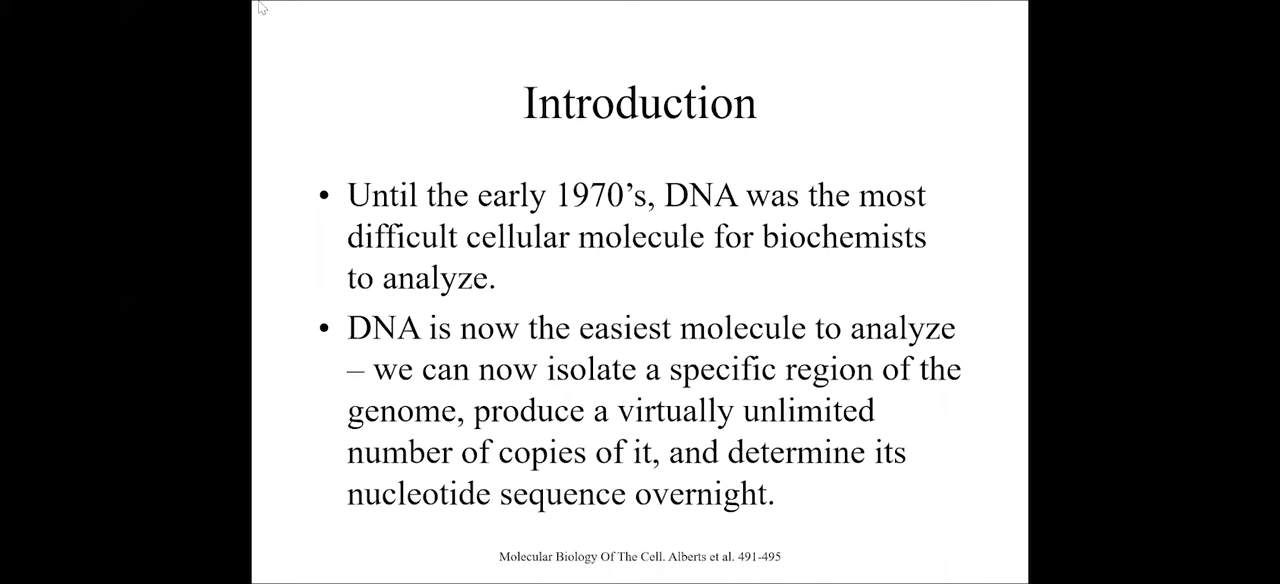 Introduction
• Until the early 1970’s, DNA was the most
difficult cellular molecule for biochemists
to analyze.
• DNA is now the easiest molecule to analyze
– we can now isolate a specific region of the
genome, produce a virtually unlimited
number of copies of it, and determine its
nucleotide sequence overnight.
Molecular Biology Of The Cell. Alberts et al. 491-495